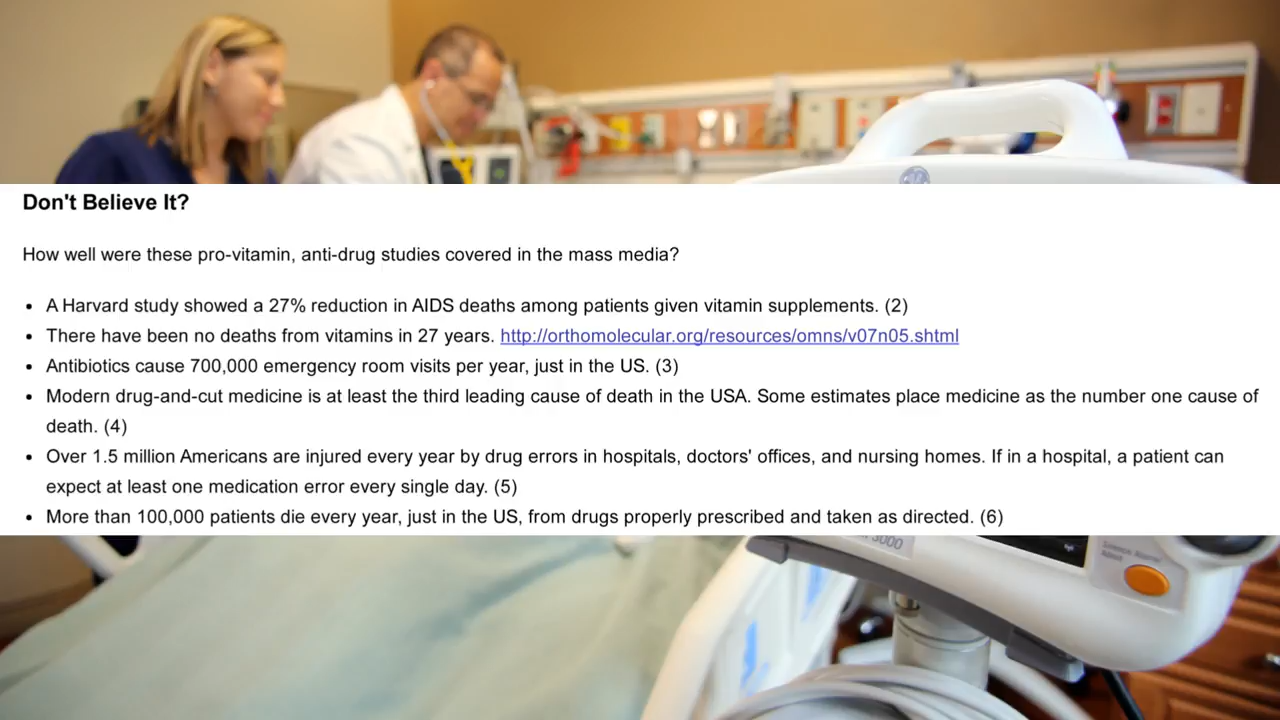 Don't Believe It?
How well were these pro-vitamin, anti-drug studies covered in the mass media?
• A Harvard study showed a 27% reduction in AIDS deaths among patients given vitamin supplements. (2)
• There have been no deaths from vitamins in 27 years. http://orthomolecular.org/resources/omns/v07n05.shtml
• Antibiotics cause 700,000 emergency room visits per year, just in the US. (3)
• Modern drug-and-cut medicine is at least the third leading cause of death in the USA. Some estimates place medicine as the number one cause of
death. (4)
• Over 1.5 million Americans are injured every year by drug errors in hospitals, doctors' offices, and nursing homes. If in a hospital, a patient can
expect at least one medication error every single day. (5)
• More than 100,000 patients die every year, just in the US, from drugs properly prescribed and taken as directed. (6)